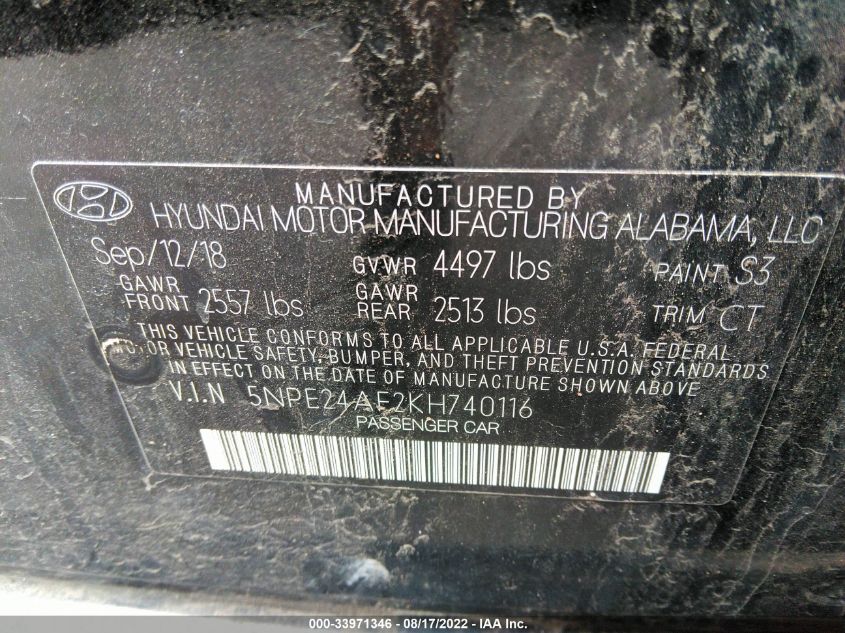 MANUFACTURED BY
HYUNDAI MOTOR MANUFACTURING ALABAMA, LLC
Sep/12/18 GVWR 4497 lbs PAINT S3
GAWR FRONT 2557 lbs GAWR REAR 2513 lbs TRIM CT
THIS VEHICLE CONFORMS TO ALL APPLICABLE U.S.A. FEDERAL
MOTOR VEHICLE SAFETY, BUMPER, AND THEFT PREVENTION STANDARDS
IN EFFECT ON THE DATE OF MANUFACTURE SHOWN ABOVE
V.I.N 5NPE24AF2KH740116
PASSENGER CAR
000-33971346 - 08/17/2022 - IAAI Inc.